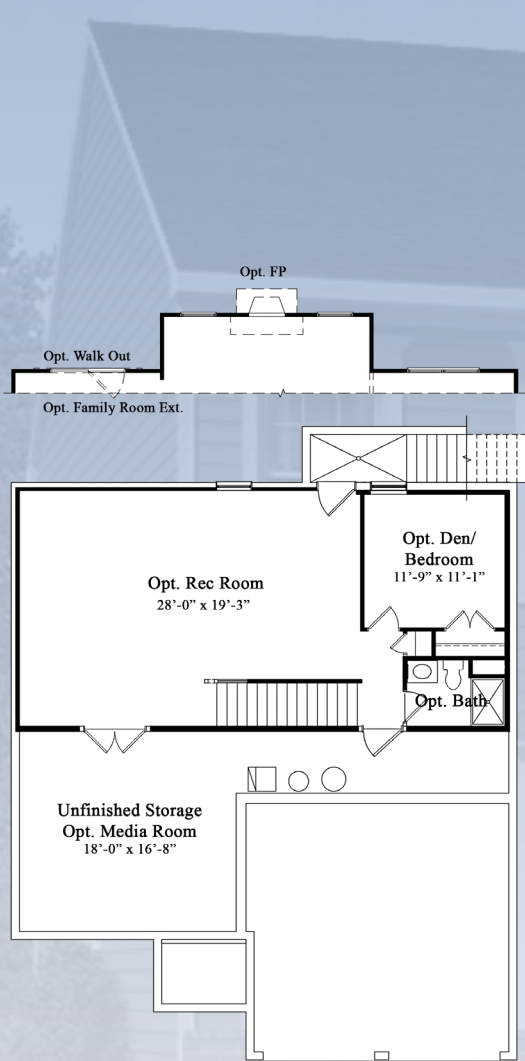 Opt. FP
Opt. Walk Out
Opt. Family Room Ext.
Opt. Den/
Bedroom
11'-9" x 11'-1"
Opt. Rec Room
28'-0" x 19'-3"
Opt. Bath
Unfinished Storage
Opt. Media Room
18'-0" x 16'-8"